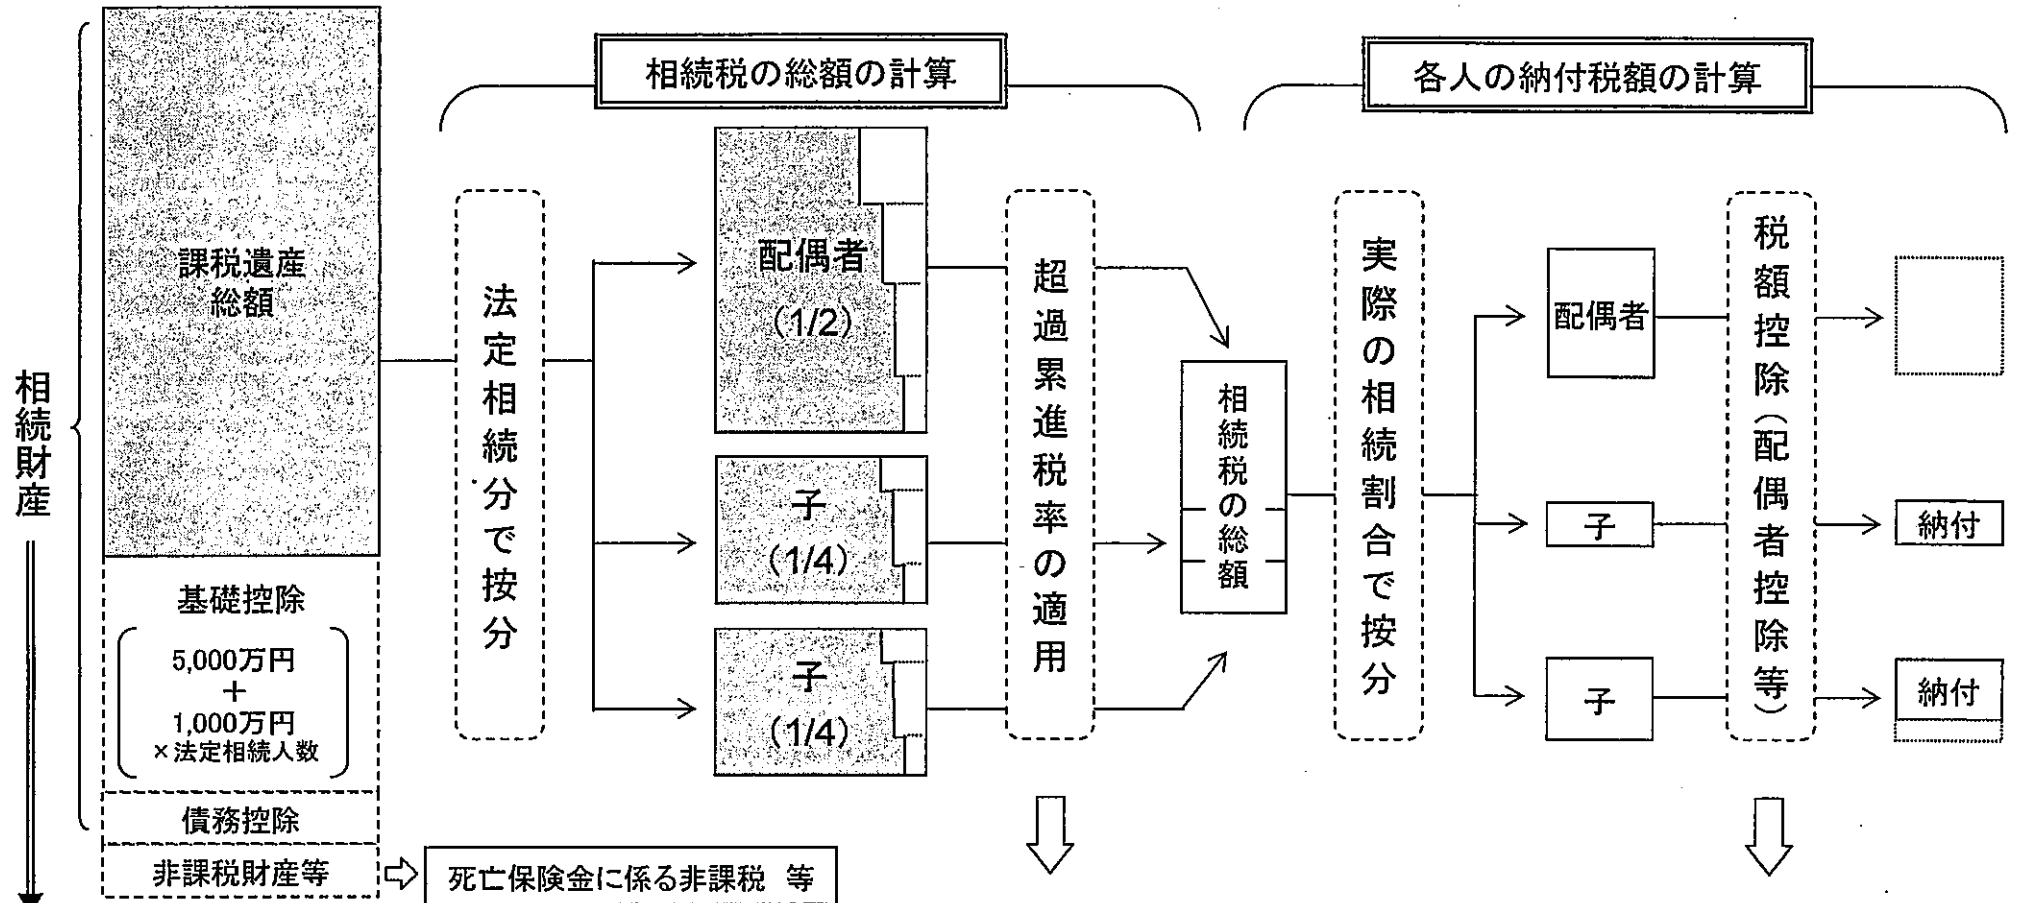 相続財産
課税遺産
総額
基礎控除
5,000万円
+
1,000万円
×法定相続人数
債務控除
非課税財産等
死亡保険金に係る非課税 等
相続税の総額の計算
法定相続分で按分
配偶者
(1/2)
子
(1/4)
子
(1/4)
超過累進税率の適用
相続税の総額
各人の納付税額の計算
実際の相続割合で按分
配偶者
子
子
税額控除(配偶者控除等)
納付
納付